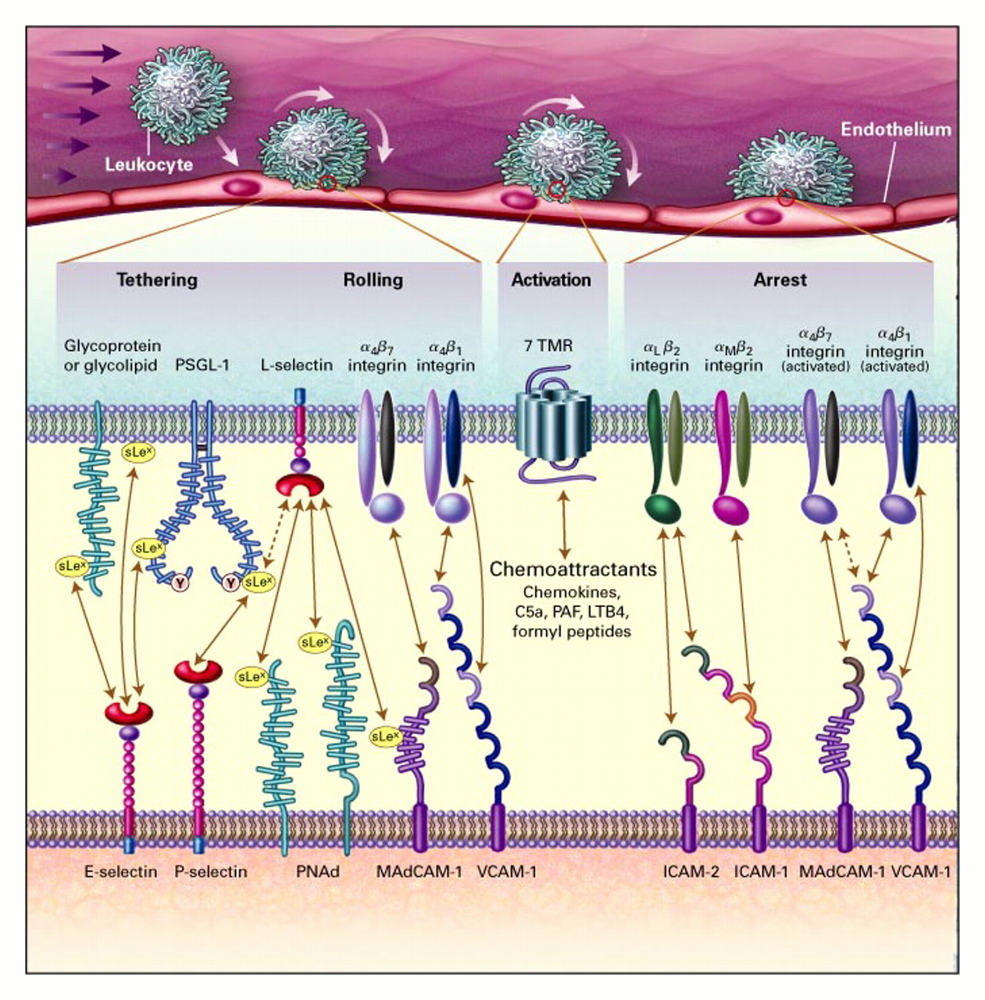 Leukocyte
Endothelium
Tethering
Rolling
Activation
Arrest
Glycoprotein
or glycolipid
PSGL-1
L-selectin
α4β7
integrin
α4β1
integrin
7 TMR
αLβ2
integrin
αMβ2
integrin
α4β7
integrin
(activated)
α4β1
integrin
(activated)
sLex
sLex
sLex
Y
Y
sLex
Chemoattractants
Chemokines,
C5a, PAF, LTB4,
formyl peptides
sLex
sLex
sLex
E-selectin
P-selectin
PNAd
MAdCAM-1
VCAM-1
ICAM-2
ICAM-1
MAdCAM-1
VCAM-1